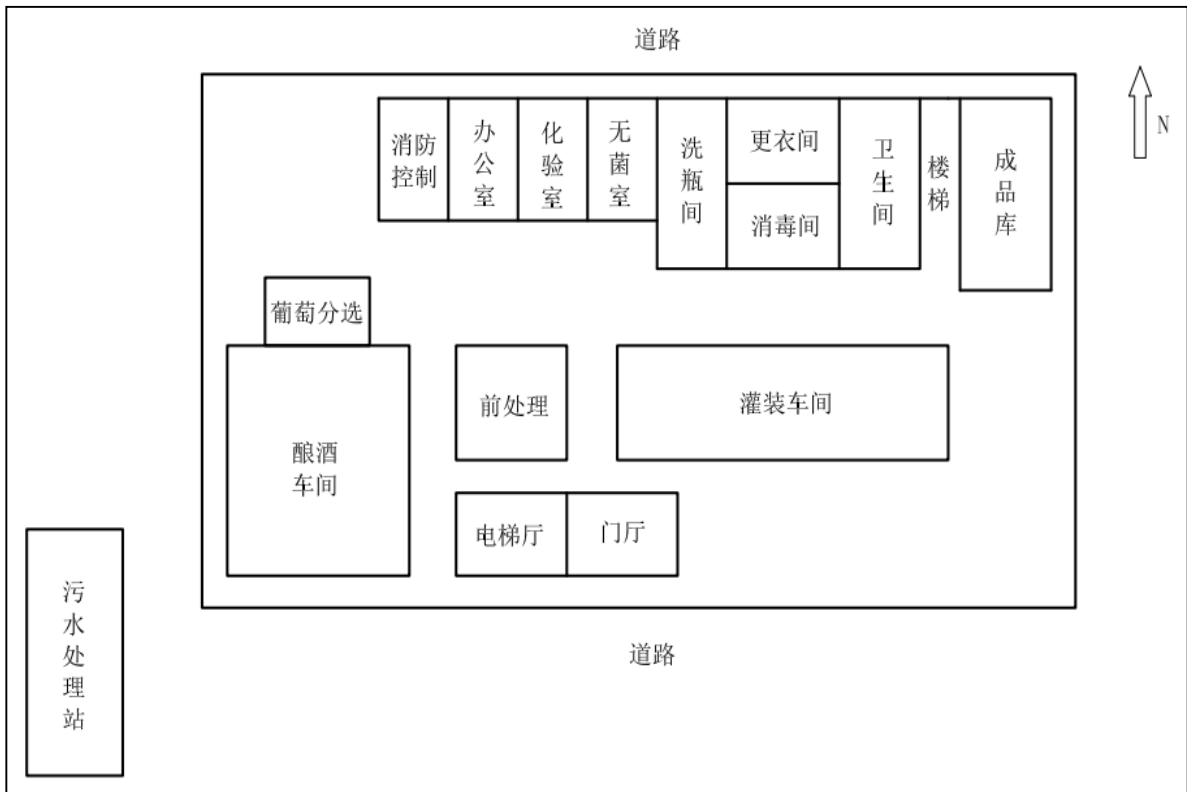 道路
N
消防
控制
办公室
化验室
无菌室
洗瓶间
更衣间
消毒间
卫生间
楼梯
成品库
葡萄分选
酿酒
车间
前处理
灌装车间
电梯厅
门厅
污水处理站
道路